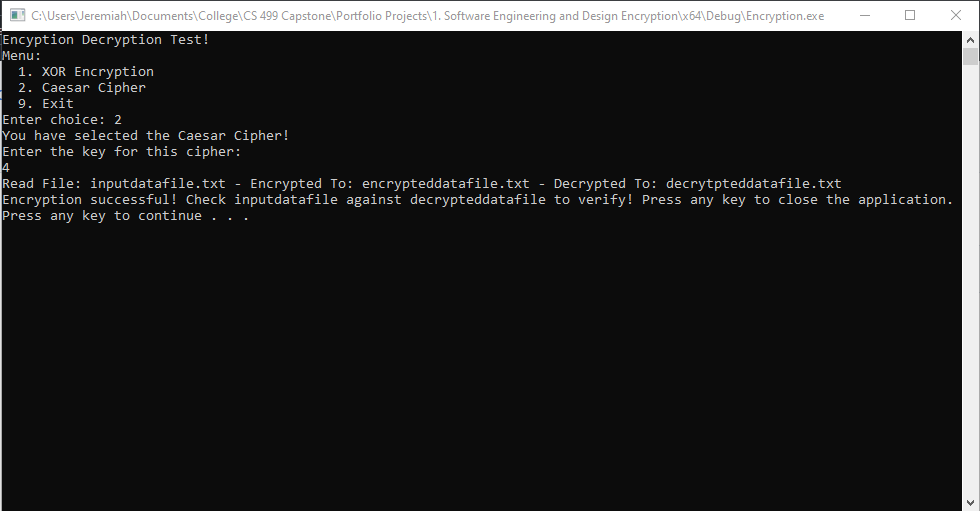 C:\Users\Jeremiah\Documents\College\CS 499 Capstone\Portfolio Projects\1. Software Engineering and Design Encryption\x64\Debug\Encryption.exe
Encyption Decryption Test!
Menu:
  1. XOR Encryption
  2. Caesar Cipher
  9. Exit
Enter choice: 2
You have selected the Caesar Cipher!
Enter the key for this cipher:
4
Read File: inputdatafile.txt - Encrypted To: encrypteddatafile.txt - Decrypted To: decrytpteddatafile.txt
Encryption successful! Check inputdatafile against decrypteddatafile to verify! Press any key to close the application.
Press any key to continue . . .